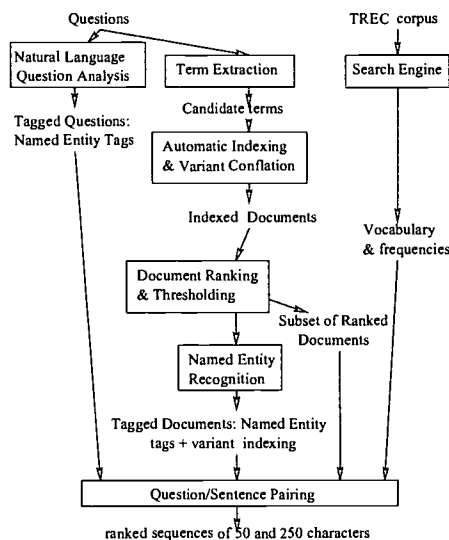 Questions
TREC corpus
Natural Language
Question Analysis
Term Extraction
Search Engine
Candidate terms
Tagged Questions:
Named Entity Tags
Automatic Indexing
& Variant Conflation
Indexed Documents
Vocabulary
& frequencies
Document Ranking
& Thresholding
Subset of Ranked
Documents
Named Entity
Recognition
Tagged Documents: Named Entity
tags + variant indexing
Question/Sentence Pairing
ranked sequences of 50 and 250 characters